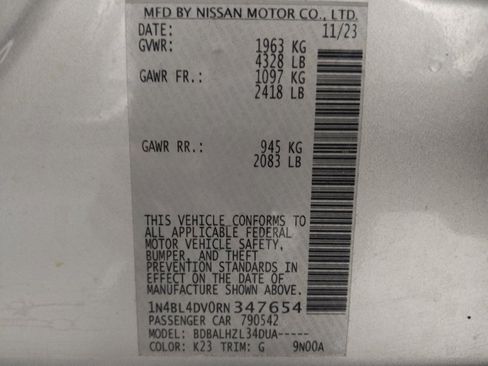 MFD BY NISSAN MOTOR CO., LTD.
DATE: 11/23
GVWR: 1963 KG
4328 LB
GAWR FR.: 1097 KG
2418 LB
GAWR RR.: 945 KG
2083 LB
THIS VEHICLE CONFORMS TO
ALL APPLICABLE FEDERAL
MOTOR VEHICLE SAFETY,
BUMPER, AND THEFT
PREVENTION STANDARDS IN
EFFECT ON THE DATE OF
MANUFACTURE SHOWN ABOVE.
1N4BL4DV0RN347654
PASSENGER CAR 790542
MODEL: BDBALHZL34DUA-----
COLOR: K23 TRIM: G 9N00A